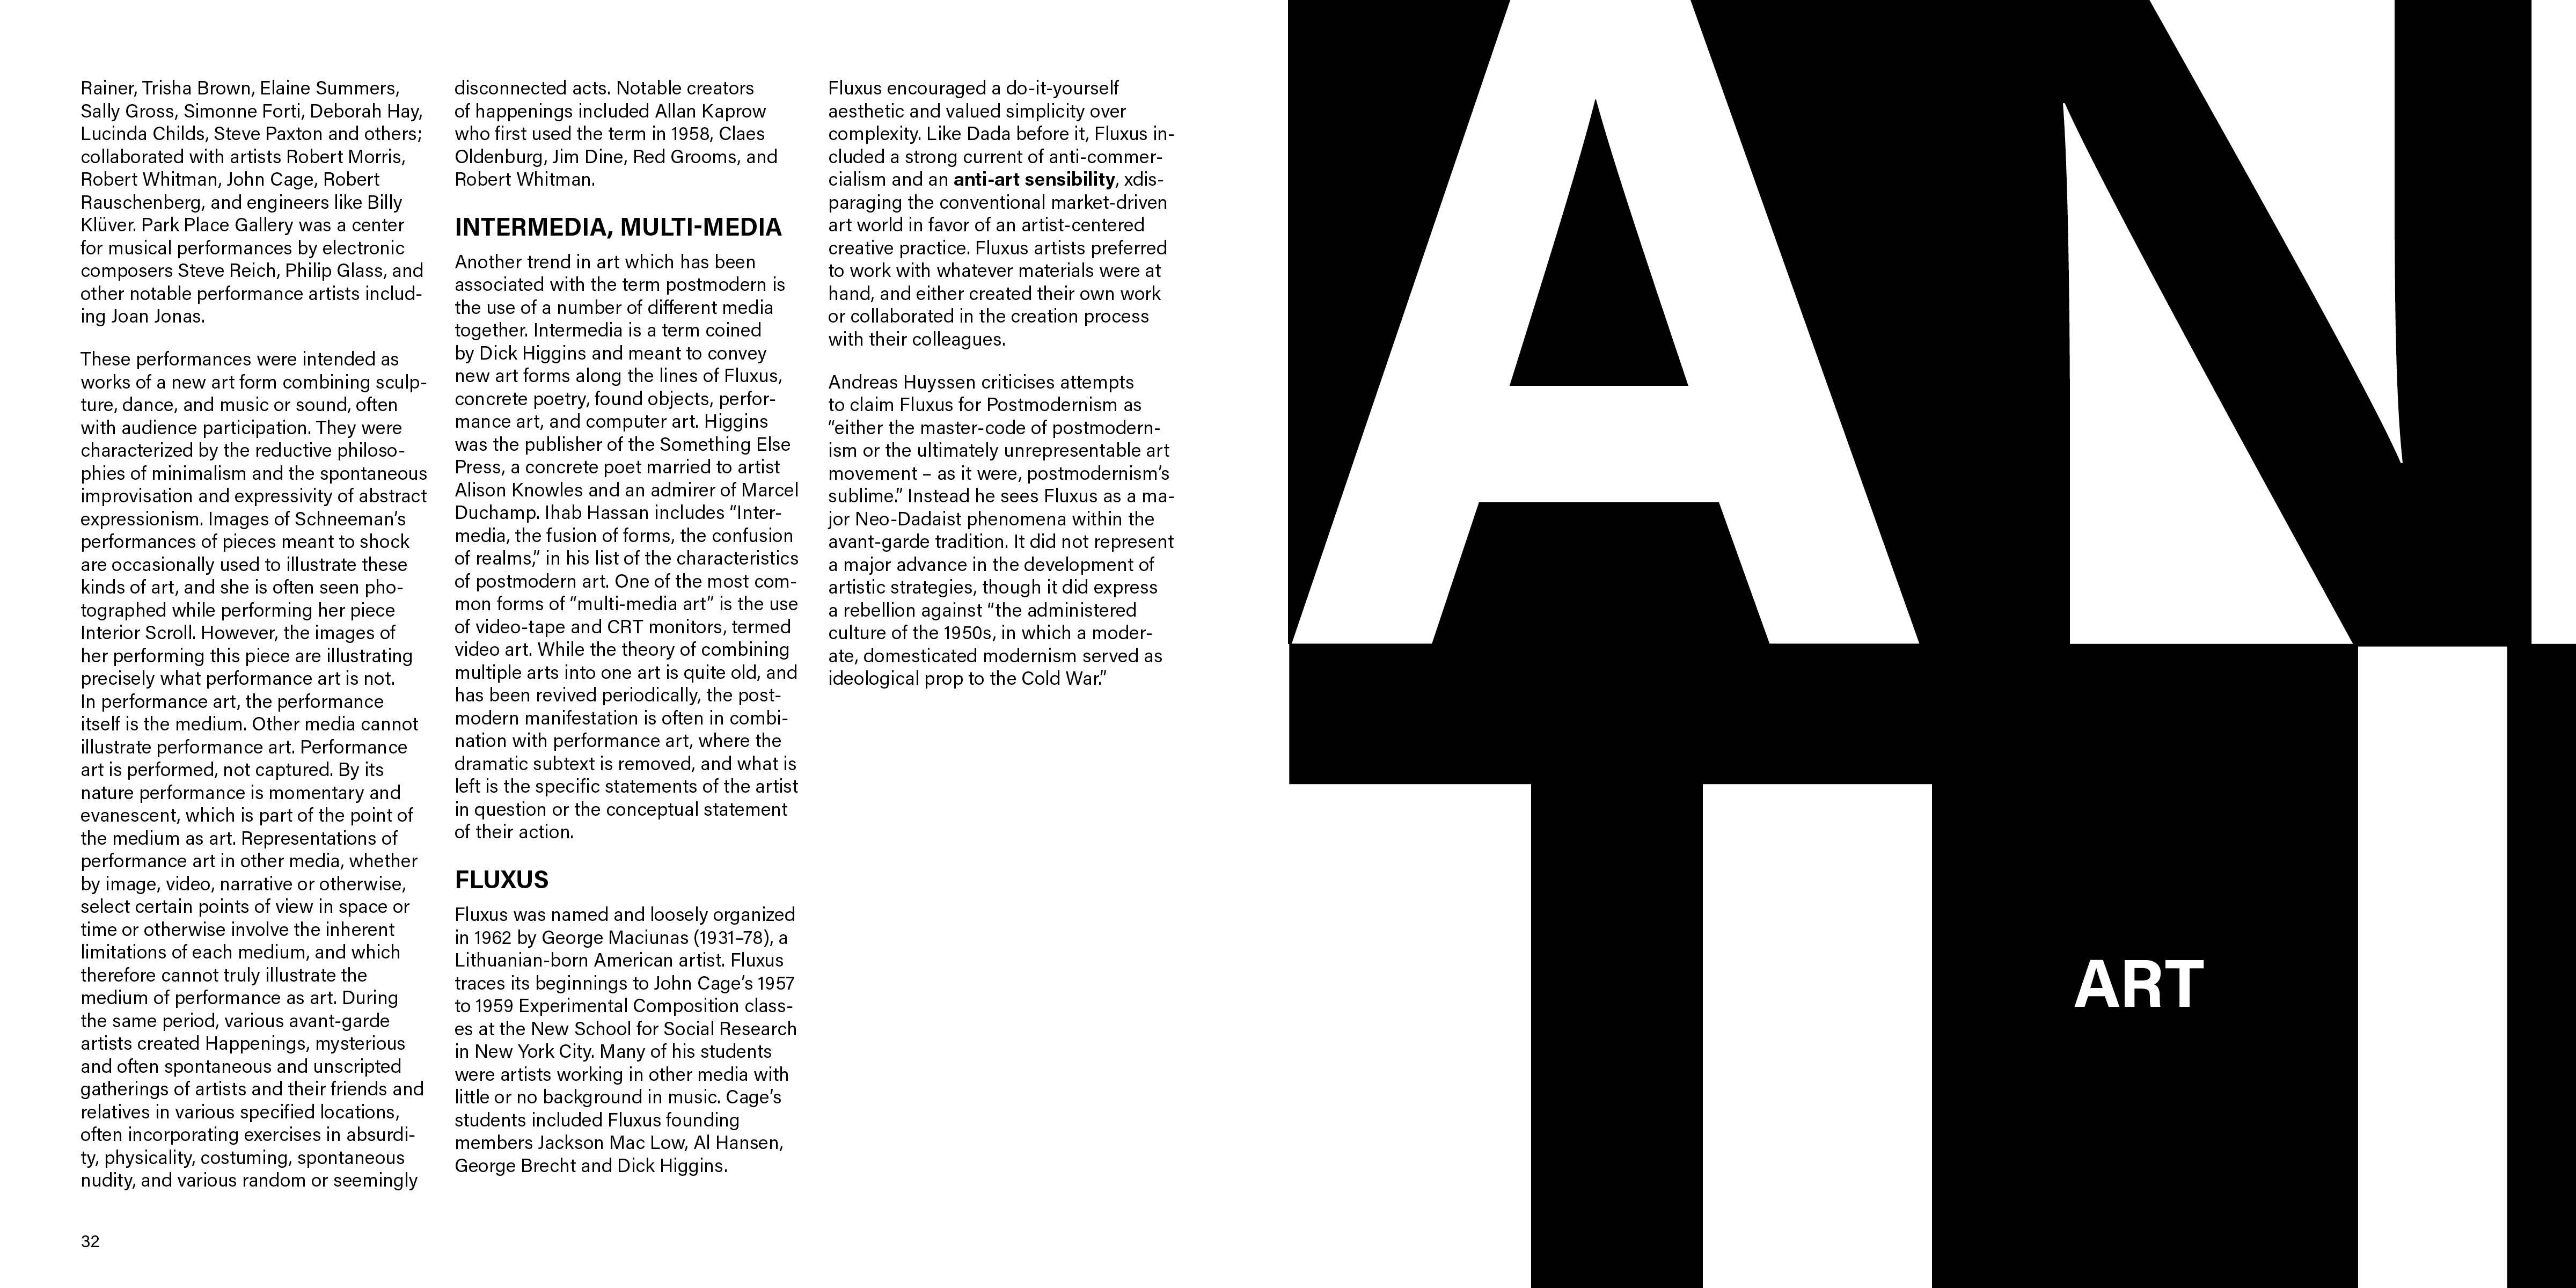 Rainer, Trisha Brown, Elaine Summers,
Sally Gross, Simonne Forti, Deborah Hay,
Lucinda Childs, Steve Paxton and others;
collaborated with artists Robert Morris,
Robert Whitman, John Cage, Robert
Rauschenberg, and engineers like Billy
Klüver. Park Place Gallery was a center
for musical performances by electronic
composers Steve Reich, Philip Glass, and
other notable performance artists includ-
ing Joan Jonas.
These performances were intended as
works of a new art form combining sculp-
ture, dance, and music or sound, often
with audience participation. They were
characterized by the reductive philoso-
phies of minimalism and the spontaneous
improvisation and expressivity of abstract
expressionism. Images of Schneeman's
performances of pieces meant to shock
are occasionally used to illustrate these
kinds of art, and she is often seen pho-
tographed while performing her piece
Interior Scroll. However, the images of
her performing this piece are illustrating
precisely what performance art is not.
In performance art, the performance
itself is the medium. Other media cannot
illustrate performance art. Performance
art is performed, not captured. By its
nature performance is momentary and
evanescent, which is part of the point of
the medium as art. Representations of
performance art in other media, whether
by image, video, narrative or otherwise,
select certain points of view in space or
time or otherwise involve the inherent
limitations of each medium, and which
therefore cannot truly illustrate the
medium of performance as art. During
the same period, various avant-garde
artists created Happenings, mysterious
and often spontaneous and unscripted
gatherings of artists and their friends and
relatives in various specified locations,
often incorporating exercises in absurdi-
ty, physicality, costuming, spontaneous
nudity, and various random or seemingly
disconnected acts. Notable creators
of happenings included Allan Kaprow
who first used the term in 1958, Claes
Oldenburg, Jim Dine, Red Grooms, and
Robert Whitman.
INTERMEDIA, MULTI-MEDIA
Another trend in art which has been
associated with the term postmodern is
the use of a number of different media
together. Intermedia is a term coined
by Dick Higgins and meant to convey
new art forms along the lines of Fluxus,
concrete poetry, found objects, perfor-
mance art, and computer art. Higgins
was the publisher of the Something Else
Press, a concrete poet married to artist
Alison Knowles and an admirer of Marcel
Duchamp. Ihab Hassan includes “Inter-
media, the fusion of forms, the confusion
of realms,” in his list of the characteristics
of postmodern art. One of the most com-
mon forms of “multi-media art” is the use
of video-tape and CRT monitors, termed
video art. While the theory of combining
multiple arts into one art is quite old, and
has been revived periodically, the post-
modern manifestation is often in combi-
nation with performance art, where the
dramatic subtext is removed, and what is
left is the specific statements of the artist
in question or the conceptual statement
of their action.
FLUXUS
Fluxus was named and loosely organized
in 1962 by George Maciunas (1931–78), a
Lithuanian-born American artist. Fluxus
traces its beginnings to John Cage's 1957
to 1959 Experimental Composition class-
es at the New School for Social Research
in New York City. Many of his students
were artists working in other media with
little or no background in music. Cage's
students included Fluxus founding
members Jackson Mac Low, Al Hansen,
George Brecht and Dick Higgins.
Fluxus encouraged a do-it-yourself
aesthetic and valued simplicity over
complexity. Like Dada before it, Fluxus in-
cluded a strong current of anti-commer-
cialism and an anti-art sensibility, xdis-
paraging the conventional market-driven
art world in favor of an artist-centered
creative practice. Fluxus artists preferred
to work with whatever materials were at
hand, and either created their own work
or collaborated in the creation process
with their colleagues.
Andreas Huyssen criticises attempts
to claim Fluxus for Postmodernism as
“either the master-code of postmodern-
ism or the ultimately unrepresentable art
movement – as it were, postmodernism's
sublime.” Instead he sees Fluxus as a ma-
jor Neo-Dadaist phenomena within the
avant-garde tradition. It did not represent
a major advance in the development of
artistic strategies, though it did express
a rebellion against “the administered
culture of the 1950s, in which a moder-
ate, domesticated modernism served as
ideological prop to the Cold War.”
32
AN
TI
ART